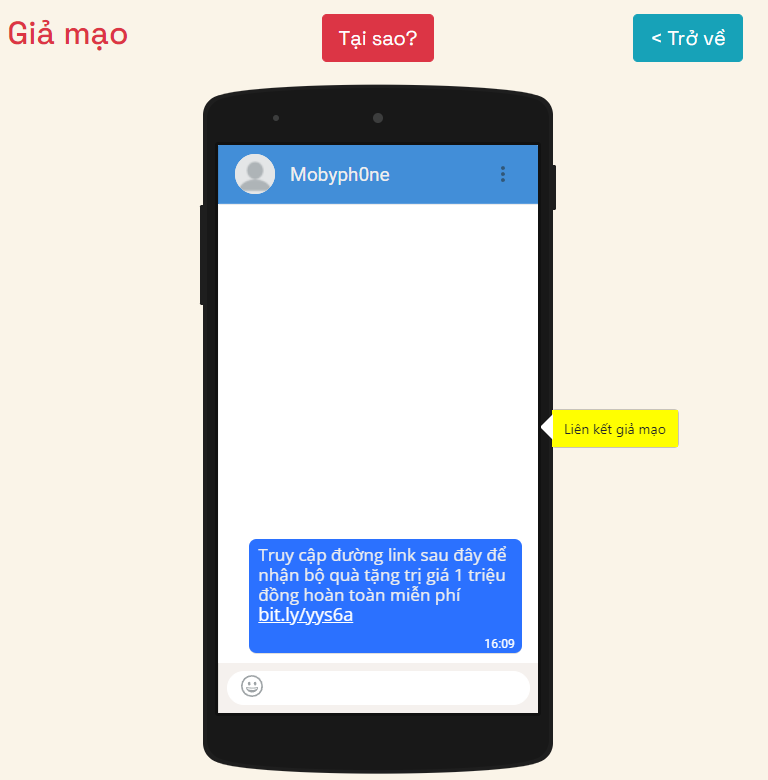 Giả mạo
Tại sao?
< Trở về
Mobyph0ne
Liên kết giả mạo
Truy cập đường link sau đây để
nhận bộ quà tặng trị giá 1 triệu
đồng hoàn toàn miễn phí
bit.ly/yys6a
16:09